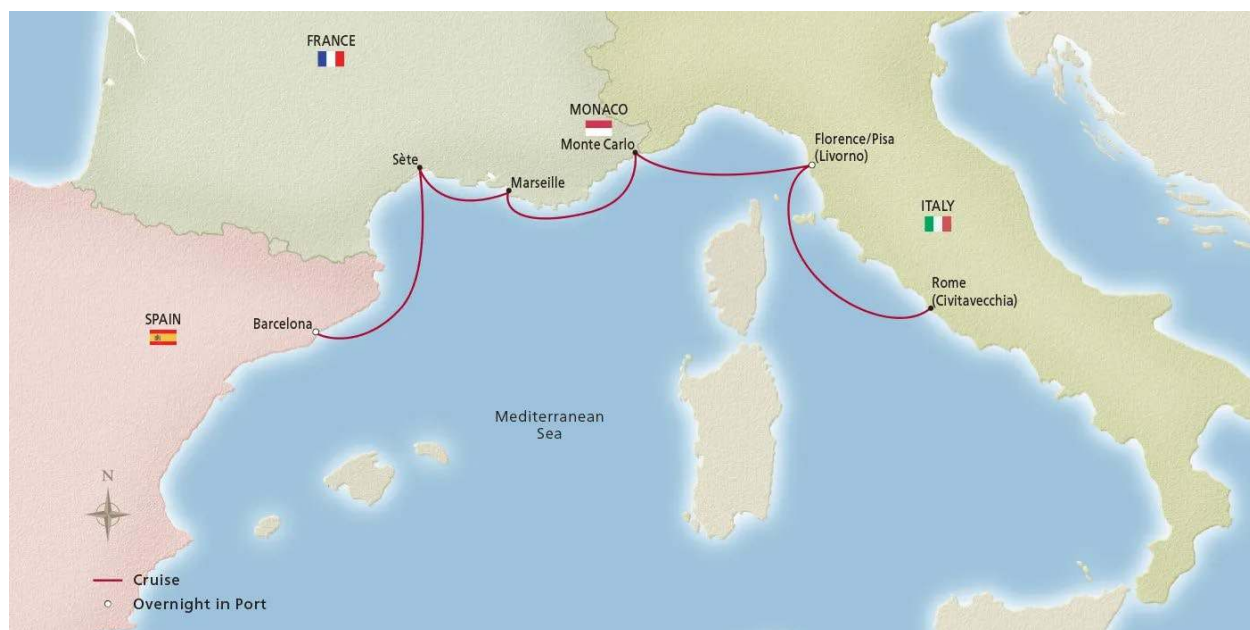 FRANCE
MONACO
Monte Carlo
Florence/Pisa
(Livorno)
Sète
Marseille
ITALY
Rome
(Civitavecchia)
SPAIN
Barcelona
Mediterranean
Sea
N
Cruise
Overnight in Port